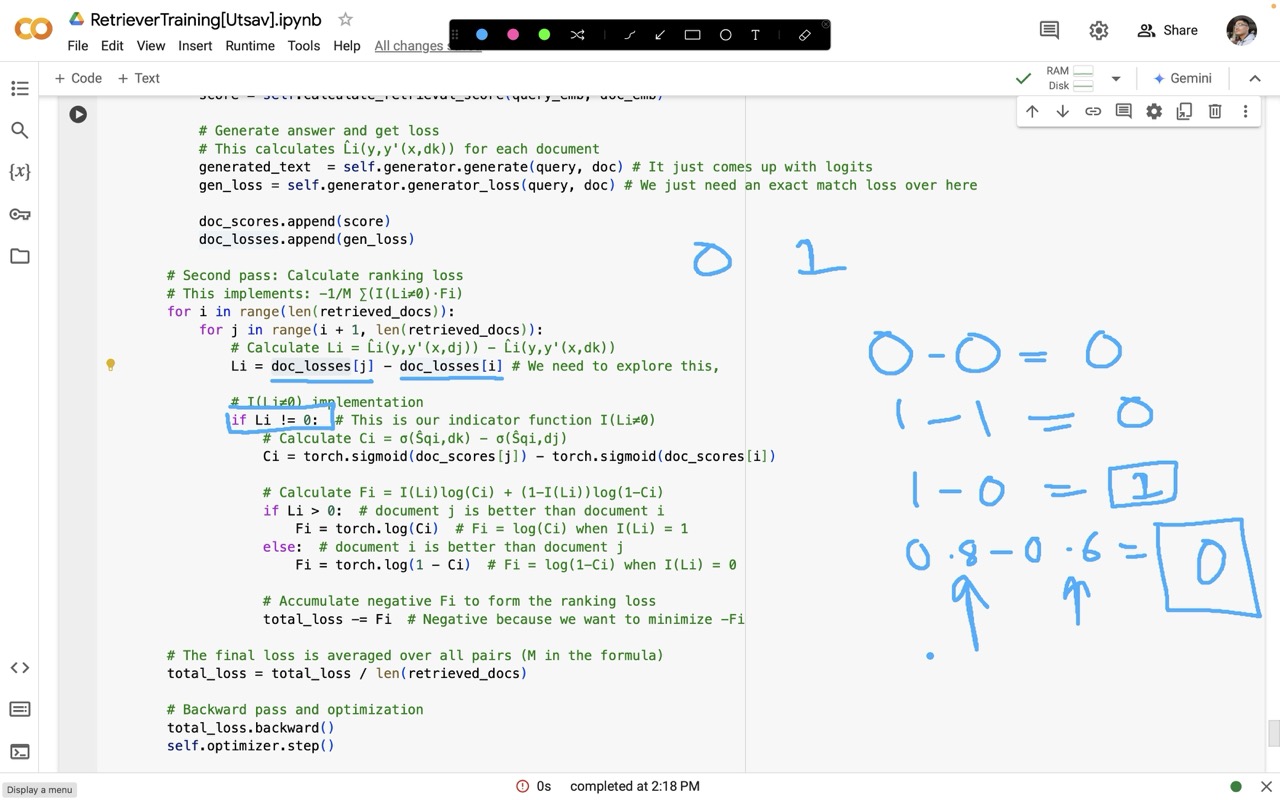 RetrieverTraining[Utsav].ipynb
File Edit View Insert Runtime Tools Help All changes
T
Share
+ Code + Text
RAM
Disk
Gemini
score = self.calculate_retrieval_score(query_emb, doc_emb)
# Generate answer and get loss
# This calculates L̂i(y,y'(x,dk)) for each document
generated_text  = self.generator.generate(query, doc) # It just comes up with logits
gen_loss = self.generator.generator_loss(query, doc) # We just need an exact match loss over here
doc_scores.append(score)
doc_losses.append(gen_loss)
0 1
# Second pass: Calculate ranking loss
# This implements: -1/M ∑(I(Li≠0)·Fi)
for i in range(len(retrieved_docs)):
for j in range(i + 1, len(retrieved_docs)):
# Calculate Li = L̂i(y,y'(x,dj)) - L̂i(y,y'(x,dk))
Li = doc_losses[j] - doc_losses[i] # We need to explore this,
# I(Li≠0) implementation
if Li != 0: # This is our indicator function I(Li≠0)
# Calculate Ci = σ(Ŝqi,dk) - σ(Ŝqi,dj)
Ci = torch.sigmoid(doc_scores[j]) - torch.sigmoid(doc_scores[i])
# Calculate Fi = I(Li)log(Ci) + (1-I(Li))log(1-Ci)
if Li > 0:  # document j is better than document i
Fi = torch.log(Ci)  # Fi = log(Ci) when I(Li) = 1
else:  # document i is better than document j
Fi = torch.log(1 - Ci)  # Fi = log(1-Ci) when I(Li) = 0
# Accumulate negative Fi to form the ranking loss
total_loss -= Fi  # Negative because we want to minimize -Fi
# The final loss is averaged over all pairs (M in the formula)
total_loss = total_loss / len(retrieved_docs)
# Backward pass and optimization
total_loss.backward()
self.optimizer.step()
0 - 0 = 0
1 - 1 = 0
1 - 0 = 1
0.8 - 0.6 = 0
{x}
Display a menu
0s completed at 2:18 PM